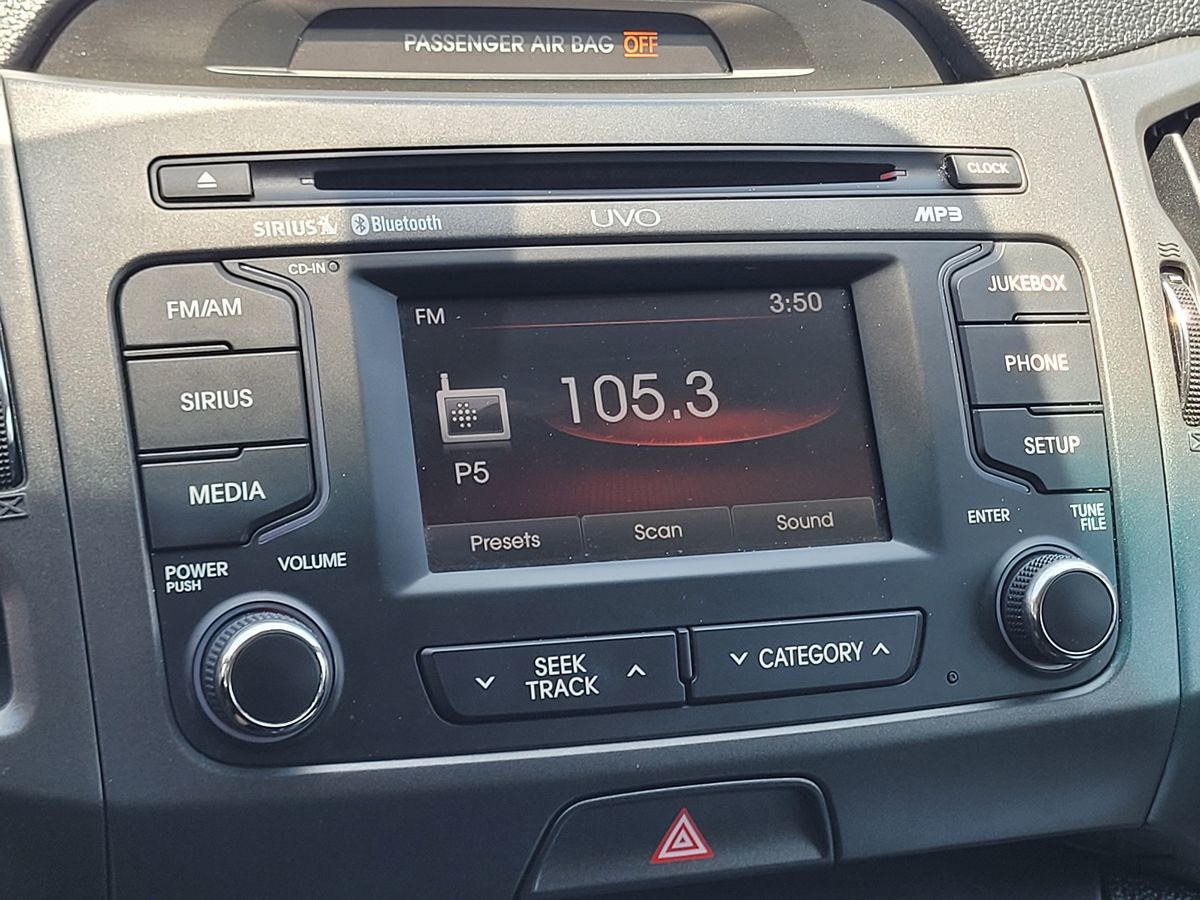 PASSENGER AIR BAG OFF
CLOCK
SIRIUS Bluetooth UVO MP3
CD-IN
FM/AM
SIRIUS
MEDIA
FM 3:50
105.3
P5
Presets Scan Sound
JUKEBOX
PHONE
SETUP
POWER
PUSH
VOLUME
ENTER
TUNE
FILE
SEEK
TRACK
CATEGORY